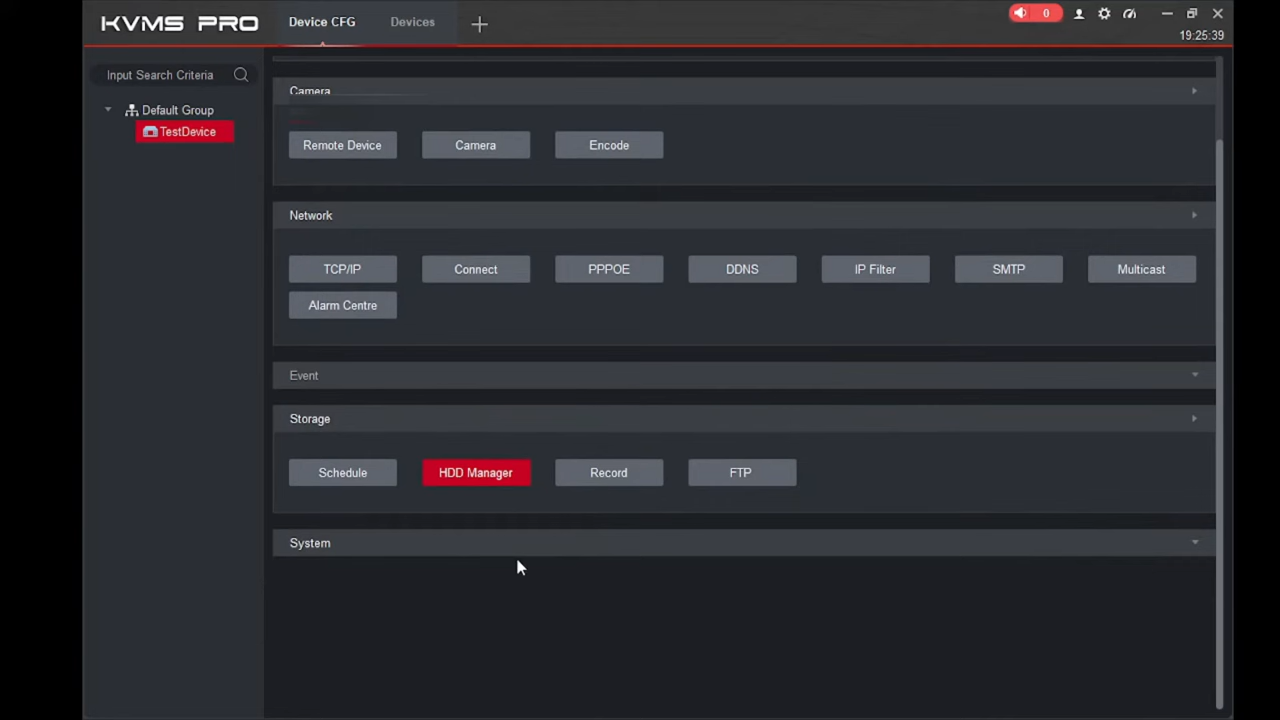 KVMS PRO
Device CFG
Devices
0
19:25:39
Input Search Criteria
Default Group
TestDevice
Camera
Remote Device
Camera
Encode
Network
TCP/IP
Connect
PPPOE
DDNS
IP Filter
SMTP
Multicast
Alarm Centre
Event
Storage
Schedule
HDD Manager
Record
FTP
System